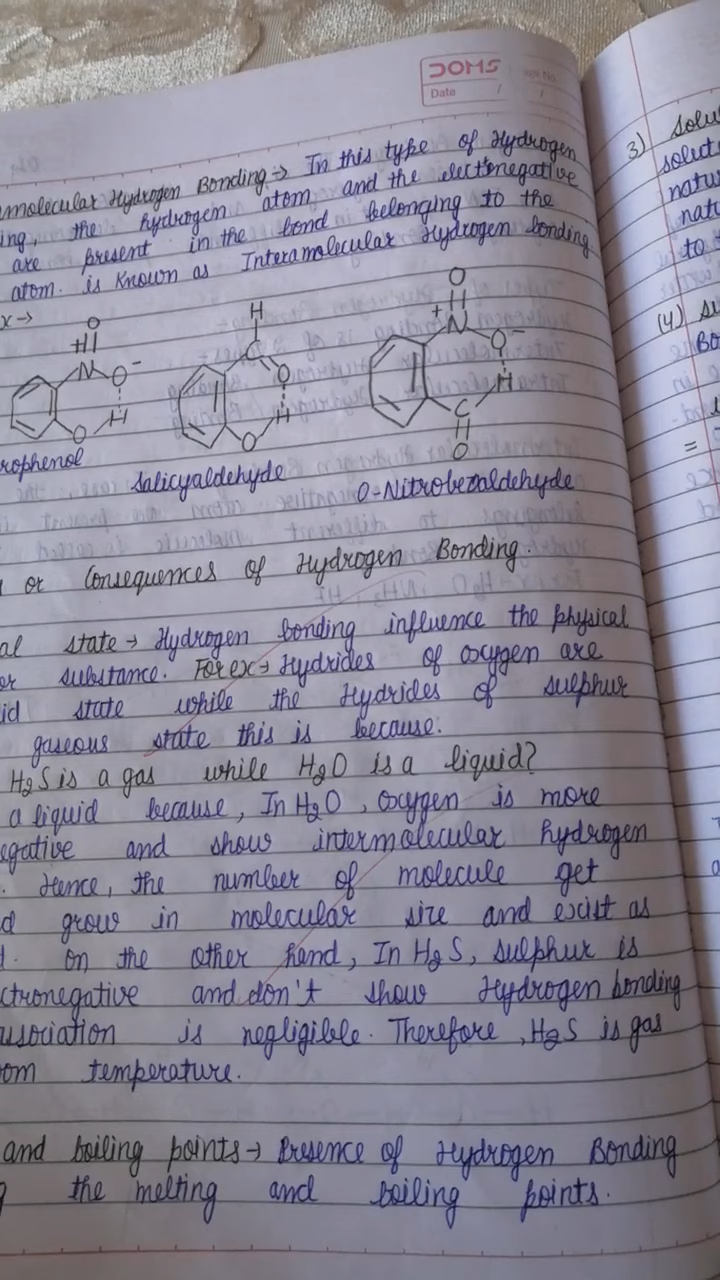 DOMS
Date / /
molecular Hydrogen Bonding → In this type of Hydrogen
ing, the hydrogen atom and the electronegative
are present in the bond belonging to the
atom. is Known as Interamolecular Hydrogen bonding
x →
O
+
N O -
O H
H
C
O
H
O
O
+
N O -
H
C
O
rophenol Salicyaldehyde O-Nitrobezaldehyde
or Consequences of Hydrogen Bonding.
al state → Hydrogen bonding influence the physical
or substance. For ex → Hydrides of oxygen are
id state while the Hydrides of sulphur
gaseous state this is because:
H2S is a gas while H2O is a liquid?
a liquid because, In H2O, Oxygen is more
egative and show intermolecular hydrogen
. Hence, the number of molecule get
d grow in molecular size and exist as
. on the other hand, In H2S, sulphur is
ctronegative and don't show Hydrogen bonding
ssociation is negligible. Therefore, H2S is gas
om temperature.
and boiling points → Presence of Hydrogen Bonding
g the melting and boiling points.
3) Solu
solut
natu
natu
to
(4) Su
Bo
=